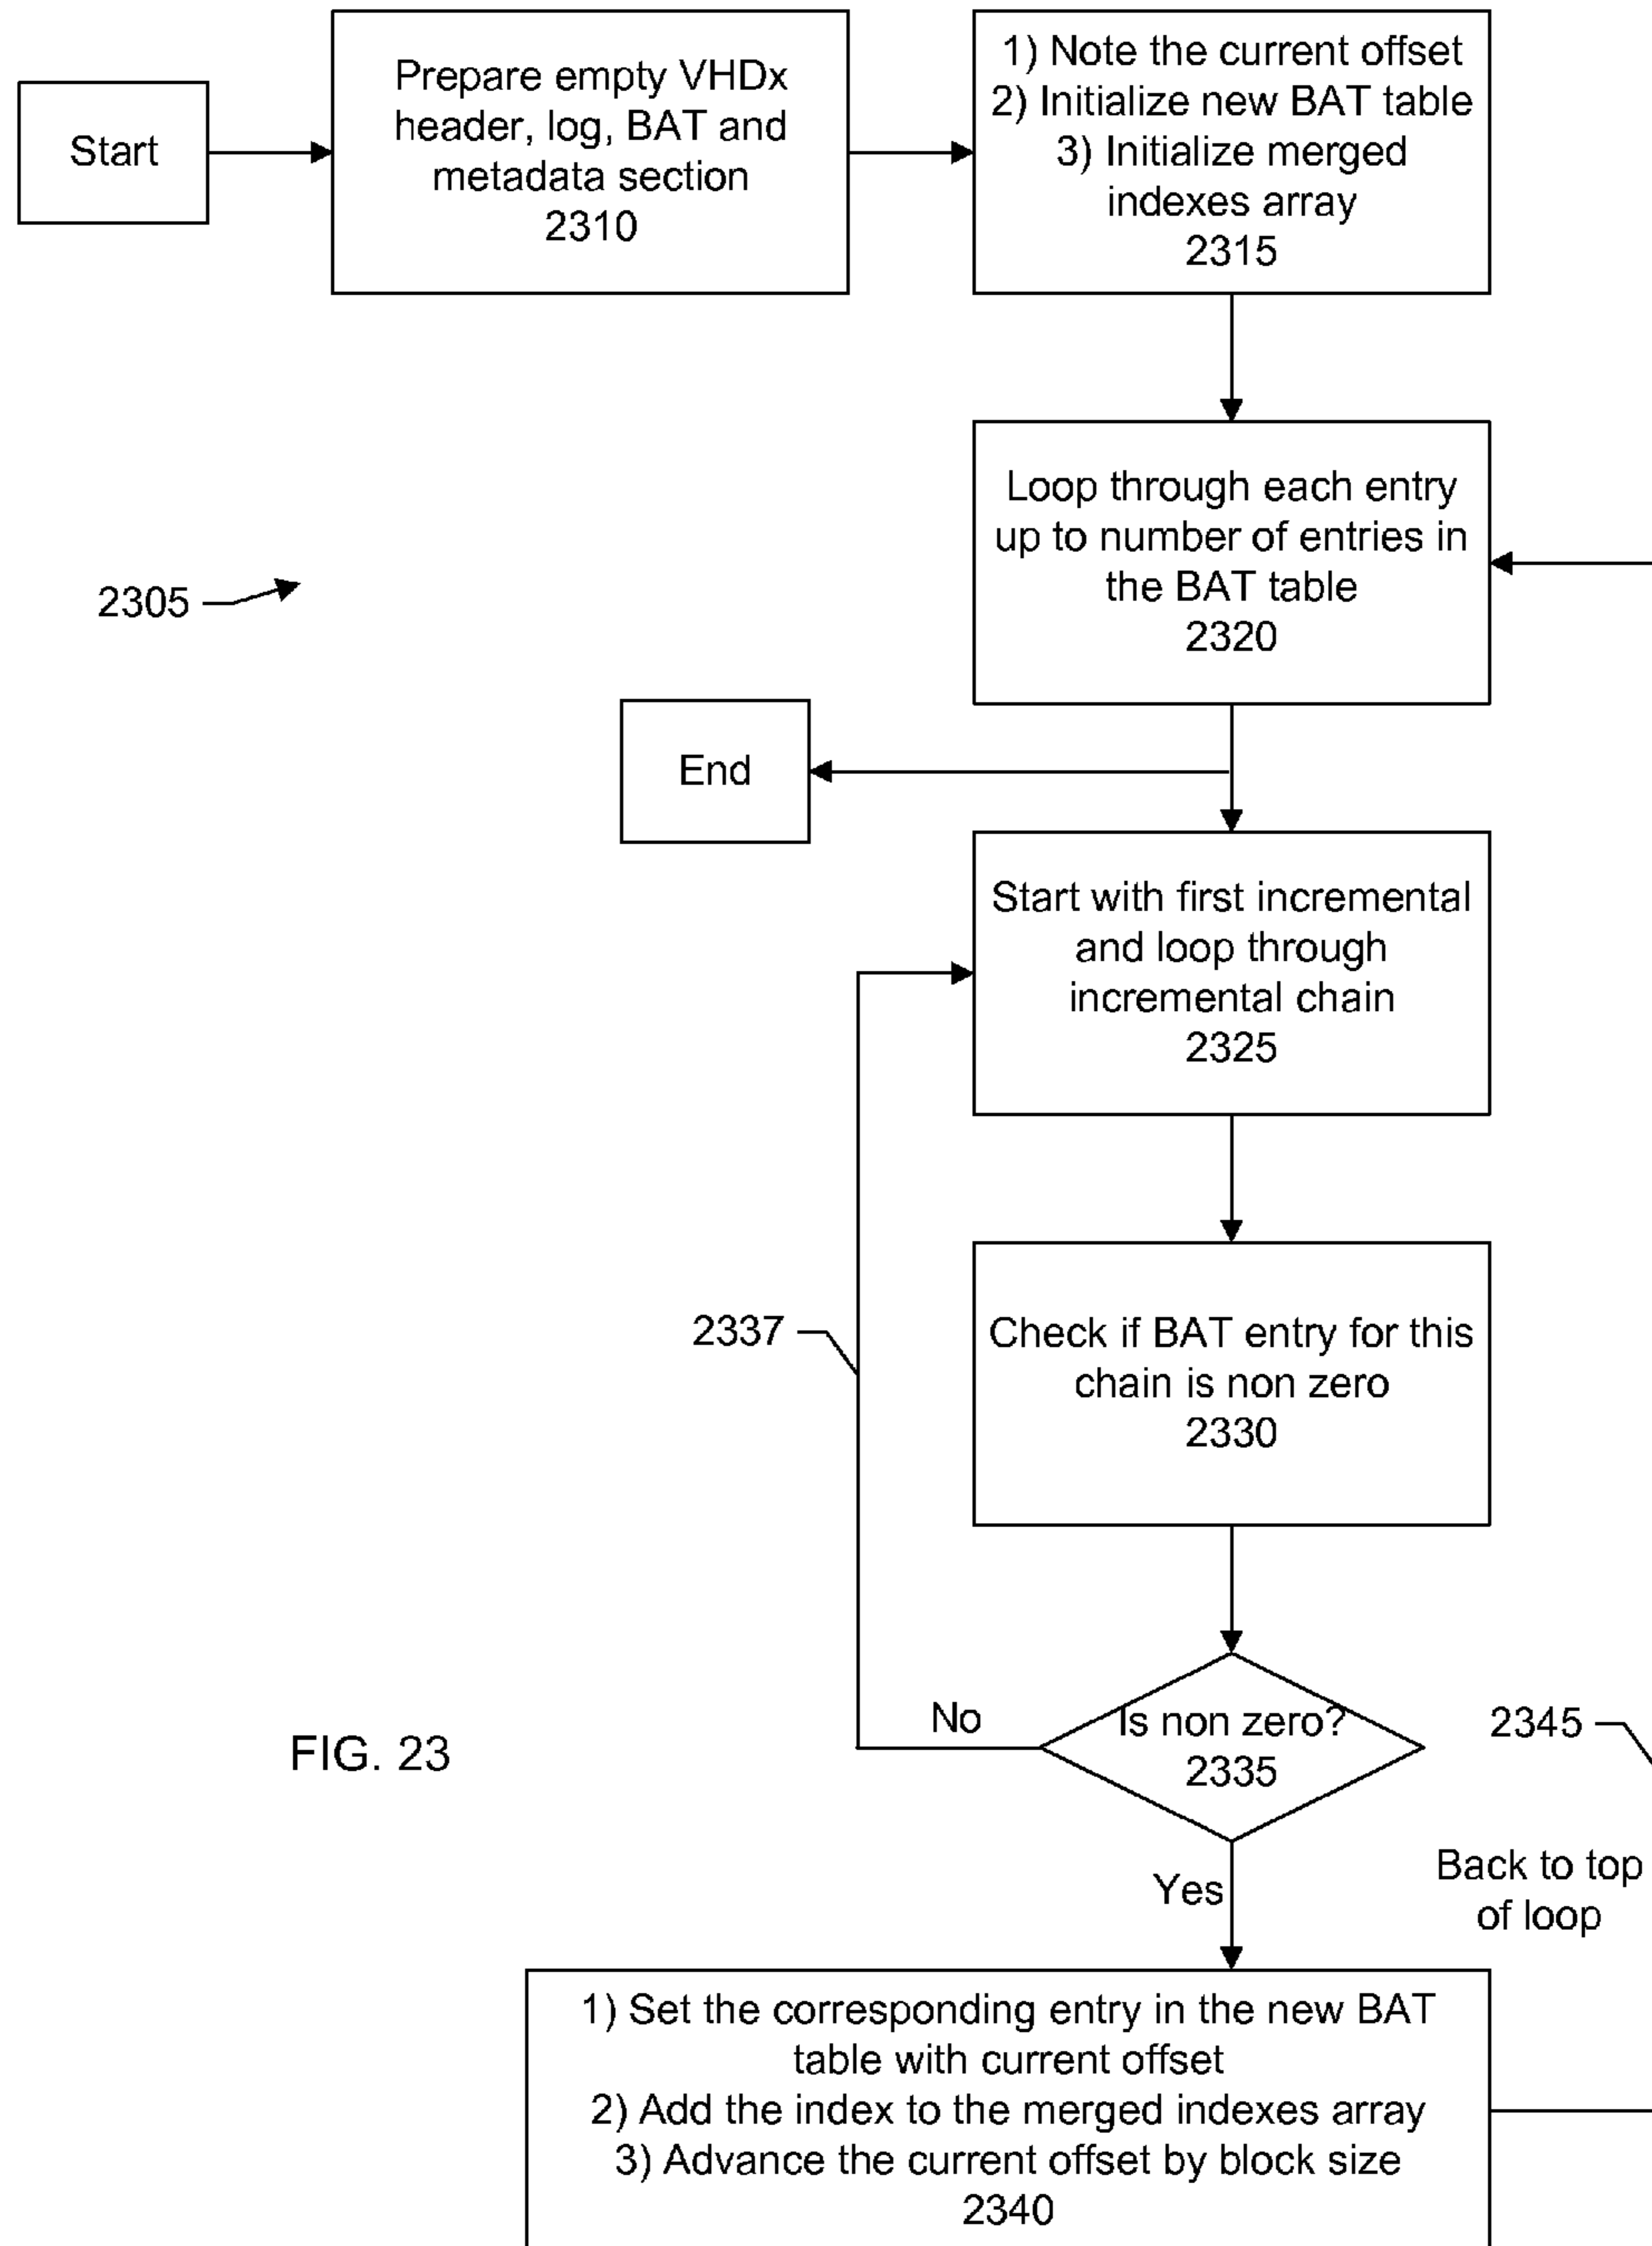 Start
Prepare empty VHDx
header, log, BAT and
metadata section
2310
1) Note the current offset
2) Initialize new BAT table
3) Initialize merged
indexes array
2315
Loop through each entry
up to number of entries in
the BAT table
2320
2305
End
Start with first incremental
and loop through
incremental chain
2325
2337
Check if BAT entry for this
chain is non zero
2330
No
Is non zero?
2335
2345
FIG. 23
Yes
Back to top
of loop
1) Set the corresponding entry in the new BAT
table with current offset
2) Add the index to the merged indexes array
3) Advance the current offset by block size
2340